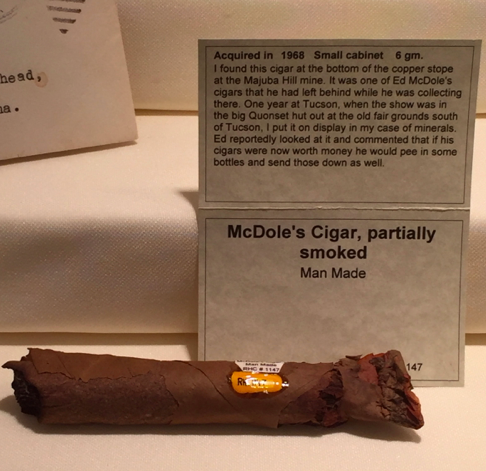 head,
na.
Acquired in 1968 Small cabinet 6 gm.
I found this cigar at the bottom of the copper stope
at the Majuba Hill mine. It was one of Ed McDole's
cigars that he had left behind while he was collecting
there. One year at Tucson, when the show was in
the big Quonset hut out at the old fair grounds south
of Tucson, I put it on display in my case of minerals.
Ed reportedly looked at it and commented that if his
cigars were now worth money he would pee in some
bottles and send those down as well.
McDole's Cigar, partially
smoked
Man Made
147
Man Made
BHC # 1147